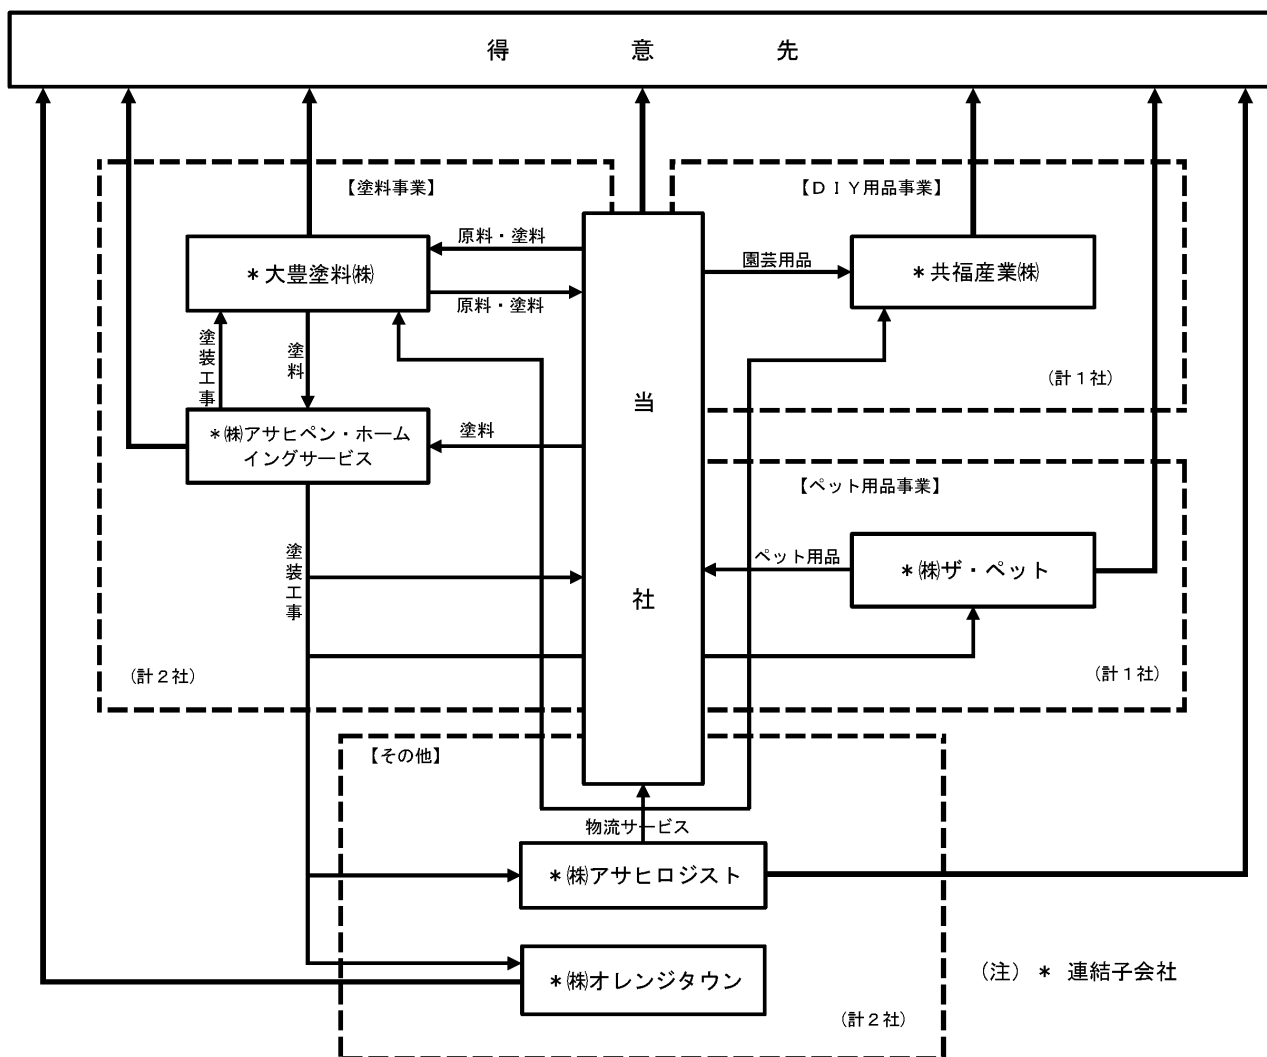 得意先
【塗料事業】
【ＤＩＹ用品事業】
原料・塗料
＊大豊塗料㈱
原料・塗料
園芸用品
＊共福産業㈱
塗装工事
塗料
（計１社）
当社
＊㈱アサヒペン・ホーム
イングサービス
塗料
【ペット用品事業】
塗装工事
ペット用品
＊㈱ザ・ペット
（計２社）
（計１社）
【その他】
物流サービス
＊㈱アサヒロジスト
＊㈱オレンジタウン
（計２社）
（注）＊ 連結子会社